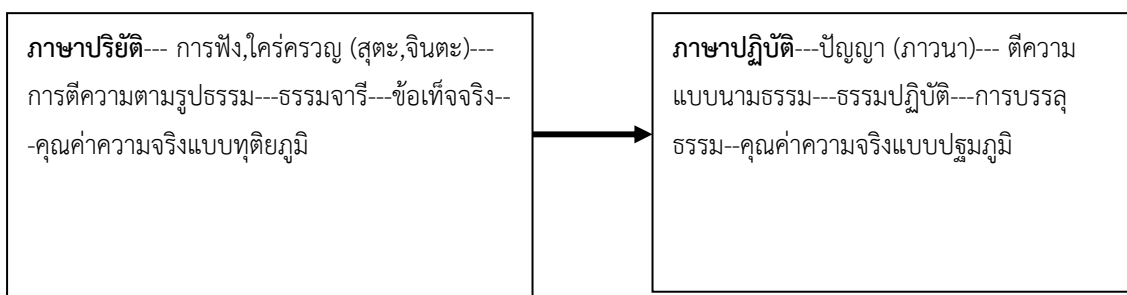 ภาษาปริยัติ--- การฟัง,ใคร่ครวญ (สุตะ,จินตะ)---
การตีความตามรูปธรรม---ธรรมจารี---ข้อเท็จจริง--
-คุณค่าความจริงแบบทุติยภูมิ
ภาษาปฏิบัติ---ปัญญา (ภาวนา)--- ตีความ
แบบนามธรรม---ธรรมปฏิบัติ---การบรรลุ
ธรรม--คุณค่าความจริงแบบปฐมภูมิ